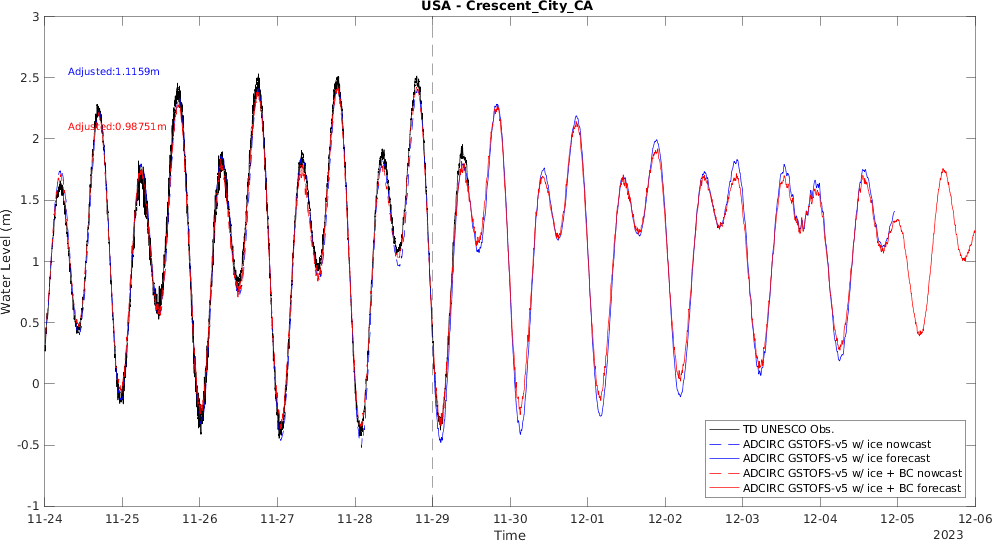 USA - Crescent_City_CA
3
2.5
2
1.5
1
0.5
0
-0.5
-1
Water Level (m)
Adjusted:1.1159m
Adjusted:0.98751m
TD UNESCO Obs.
ADCIRC GSTOFS-v5 w/ ice nowcast
ADCIRC GSTOFS-v5 w/ ice forecast
ADCIRC GSTOFS-v5 w/ ice + BC nowcast
ADCIRC GSTOFS-v5 w/ ice + BC forecast
11-24 11-25 11-26 11-27 11-28 11-29 11-30 12-01 12-02 12-03 12-04 12-05 12-06
Time
2023